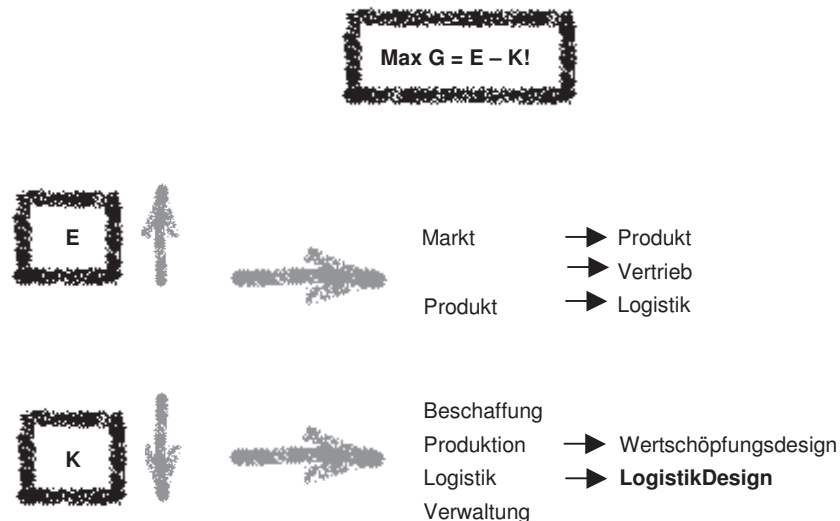 Max G = E – K!
E
Markt Produkt
Vertrieb
Produkt Logistik
K
Beschaffung
Produktion Wertschöpfungsdesign
Logistik LogistikDesign
Verwaltung